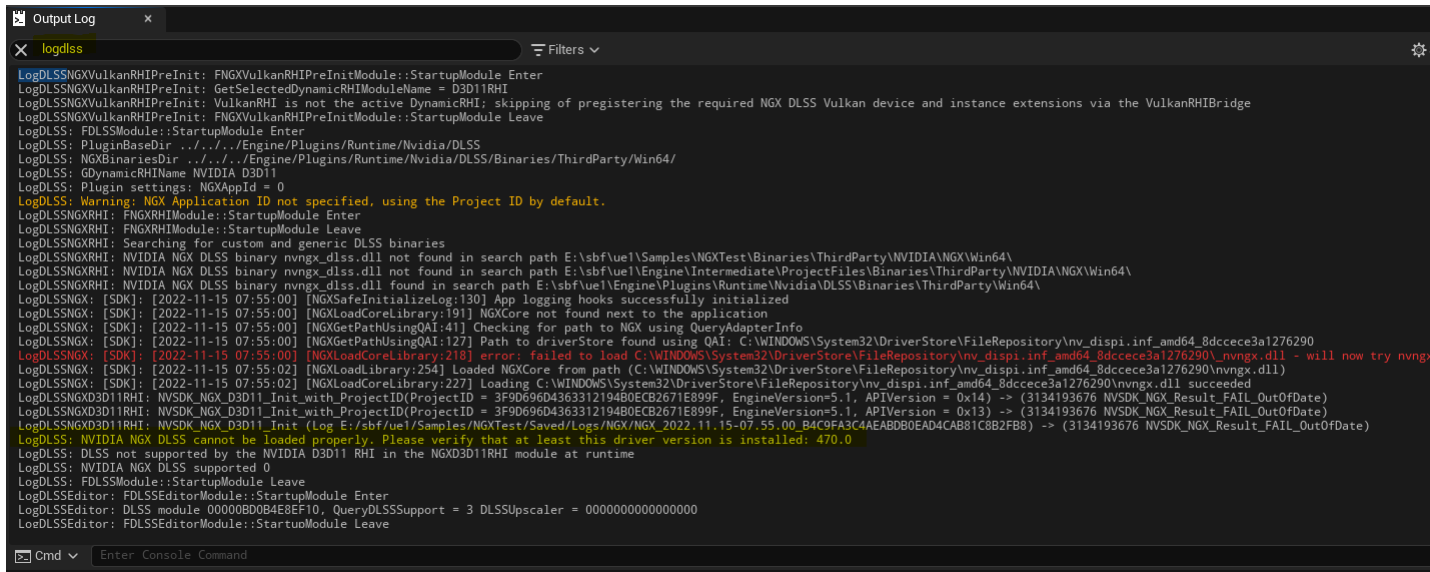 Output Log
logdlss
Filters
LogDLSSNGXVulkanRHIPreInit: FNGXVulkanRHIPreInitModule::StartupModule Enter
LogDLSSNGXVulkanRHIPreInit: GetSelectedDynamicRHIModuleName = D3D11RHI
LogDLSSNGXVulkanRHIPreInit: VulkanRHI is not the active DynamicRHI; skipping of pregistering the required NGX DLSS Vulkan device and instance extensions via the VulkanRHIBridge
LogDLSSNGXVulkanRHIPreInit: FNGXVulkanRHIPreInitModule::StartupModule Leave
LogDLSS: FDLSSModule::StartupModule Enter
LogDLSS: PluginBaseDir ../../../Engine/Plugins/Runtime/Nvidia/DLSS
LogDLSS: NGXBinariesDir ../../../Engine/Plugins/Runtime/Nvidia/DLSS/Binaries/ThirdParty/Win64/
LogDLSS: GDynamicRHIName NVIDIA D3D11
LogDLSS: Plugin settings: NGXAppId = 0
LogDLSS: Warning: NGX Application ID not specified, using the Project ID by default.
LogDLSSNGXRHI: FNGXRHIModule::StartupModule Enter
LogDLSSNGXRHI: FNGXRHIModule::StartupModule Leave
LogDLSSNGXRHI: Searching for custom and generic DLSS binaries
LogDLSSNGXRHI: NVIDIA NGX DLSS binary nvngx_dlss.dll not found in search path E:\sbf\ue1\Samples\NGXTest\Binaries\ThirdParty\NVIDIA\NGX\Win64\
LogDLSSNGXRHI: NVIDIA NGX DLSS binary nvngx_dlss.dll not found in search path E:\sbf\ue1\Engine\Intermediate\ProjectFiles\Binaries\ThirdParty\NVIDIA\NGX\Win64\
LogDLSSNGXRHI: NVIDIA NGX DLSS binary nvngx_dlss.dll found in search path E:\sbf\ue1\Engine\Plugins\Runtime\Nvidia\DLSS\Binaries\ThirdParty\Win64\
LogDLSSNGX: [SDK]: [2022-11-15 07:55:00] [NGXSafeInitializeLog:130] App logging hooks successfully initialized
LogDLSSNGX: [SDK]: [2022-11-15 07:55:00] [NGXLoadCoreLibrary:191] NGXCore not found next to the application
LogDLSSNGX: [SDK]: [2022-11-15 07:55:00] [NGXGetPathUsingQAI:41] Checking for path to NGX using QueryAdapterInfo
LogDLSSNGX: [SDK]: [2022-11-15 07:55:00] [NGXGetPathUsingQAI:127] Path to driverStore found using QAI: C:\WINDOWS\System32\DriverStore\FileRepository\nv_dispi.inf_amd64_8dccece3a1276290
LogDLSSNGX: [SDK]: [2022-11-15 07:55:00] [NGXLoadCoreLibrary:218] error: failed to load C:\WINDOWS\System32\DriverStore\FileRepository\nv_dispi.inf_amd64_8dccece3a1276290\_nvngx.dll - will now try nvngx
LogDLSSNGX: [SDK]: [2022-11-15 07:55:02] [NGXLoadLibrary:254] Loaded NGXCore from path (C:\WINDOWS\System32\DriverStore\FileRepository\nv_dispi.inf_amd64_8dccece3a1276290\nvngx.dll)
LogDLSSNGX: [SDK]: [2022-11-15 07:55:02] [NGXLoadCoreLibrary:227] Loading C:\WINDOWS\System32\DriverStore\FileRepository\nv_dispi.inf_amd64_8dccece3a1276290\nvngx.dll succeeded
LogDLSSNGXD3D11RHI: NVSDK_NGX_D3D11_Init_with_ProjectID(ProjectID = 3F9D696D4363312194B0ECB2671E899F, EngineVersion=5.1, APIVersion = 0x14) -> (3134193676 NVSDK_NGX_Result_FAIL_OutOfDate)
LogDLSSNGXD3D11RHI: NVSDK_NGX_D3D11_Init_with_ProjectID(ProjectID = 3F9D696D4363312194B0ECB2671E899F, EngineVersion=5.1, APIVersion = 0x13) -> (3134193676 NVSDK_NGX_Result_FAIL_OutOfDate)
LogDLSSNGXD3D11RHI: NVSDK_NGX_D3D11_Init (Log E:/sbf/ue1/Samples/NGXTest/Saved/Logs/NGX/NGX_2022.11.15-07.55.00_B4C9FA3C4AEABDB0EAD4CAB81C8B2FB8) -> (3134193676 NVSDK_NGX_Result_FAIL_OutOfDate)
LogDLSS: NVIDIA NGX DLSS cannot be loaded properly. Please verify that at least this driver version is installed: 470.0
LogDLSS: DLSS not supported by the NVIDIA D3D11 RHI in the NGXD3D11RHI module at runtime
LogDLSS: NVIDIA NGX DLSS supported 0
LogDLSS: FDLSSModule::StartupModule Leave
LogDLSSEditor: FDLSSEditorModule::StartupModule Enter
LogDLSSEditor: DLSS module 00000BD0B4E8EF10, QueryDLSSSupport = 3 DLSSUpscaler = 0000000000000000
LogDLSSEditor: FDLSSEditorModule::StartupModule Leave
Cmd
Enter Console Command